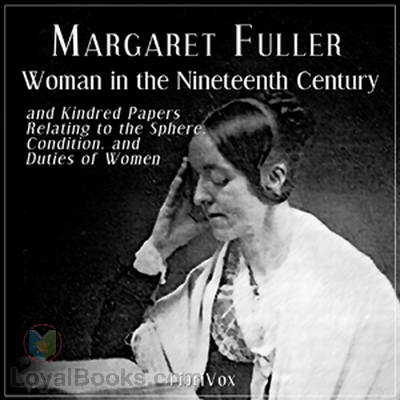 MARGARET FULLER
Woman in the Nineteenth Century
and Kindred Papers
Relating to the Sphere,
Condition, and
Duties of Women
LibriVox
LoyalBooks.com